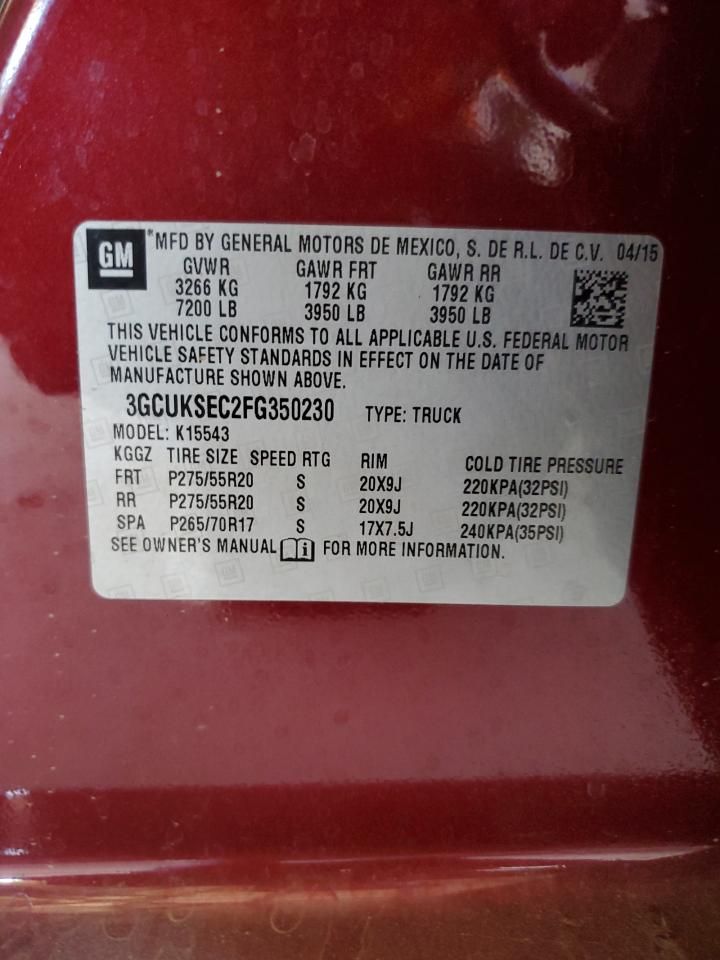 GM *MFD BY GENERAL MOTORS DE MEXICO, S. DE R.L. DE C.V. 04/15
GVWR GAWR FRT GAWR RR
3266 KG 1792 KG 1792 KG
7200 LB 3950 LB 3950 LB
THIS VEHICLE CONFORMS TO ALL APPLICABLE U.S. FEDERAL MOTOR
VEHICLE SAFETY STANDARDS IN EFFECT ON THE DATE OF
MANUFACTURE SHOWN ABOVE.
3GCUKSEC2FG350230 TYPE: TRUCK
MODEL: K15543
KGGZ TIRE SIZE SPEED RTG RIM COLD TIRE PRESSURE
FRT P275/55R20 S 20X9J 220KPA(32PSI)
RR P275/55R20 S 20X9J 220KPA(32PSI)
SPA P265/70R17 S 17X7.5J 240KPA(35PSI)
SEE OWNER'S MANUAL i FOR MORE INFORMATION.